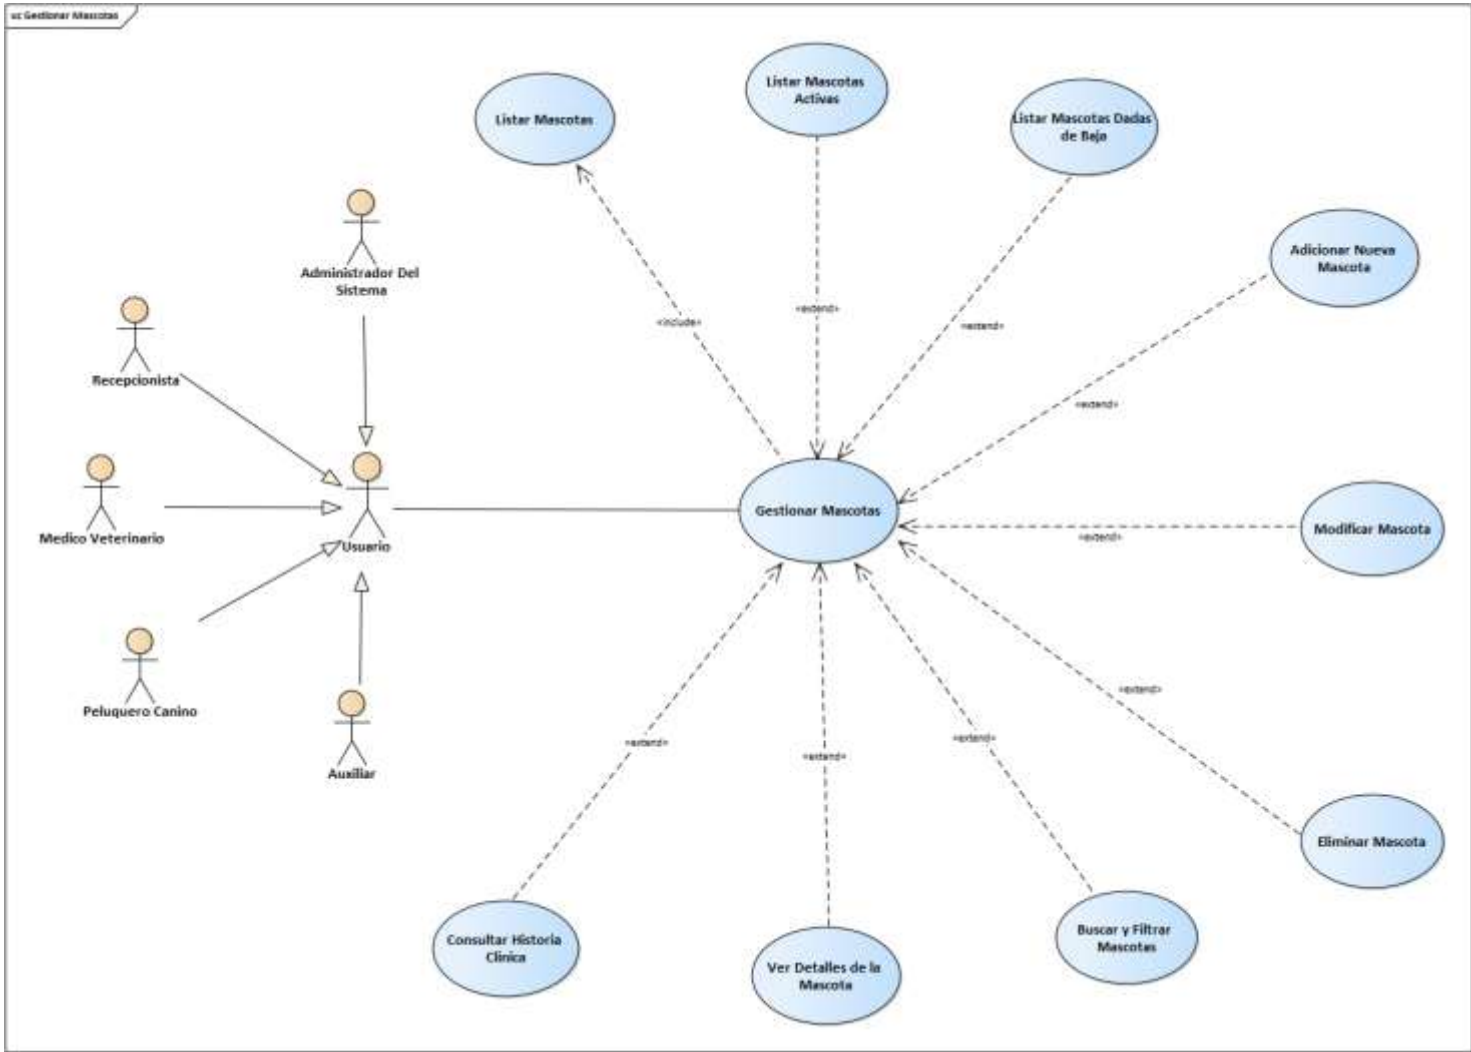 uc Gestionar Mascotas
Listar Mascotas
Listar Mascotas
Activas
Listar Mascotas Dadas
de Baja
Adicionar Nueva
Mascota
Administrador Del
Sistema
Recepcionista
Medico Veterinario
Usuario
Peluquero Canino
Auxiliar
Gestionar Mascotas
Modificar Mascota
Eliminar Mascota
Buscar y Filtrar
Mascotas
Ver Detalles de la
Mascota
Consultar Historia
Clinica
«include»
«extend»
«extend»
«extend»
«extend»
«extend»
«extend»
«extend»
«extend»